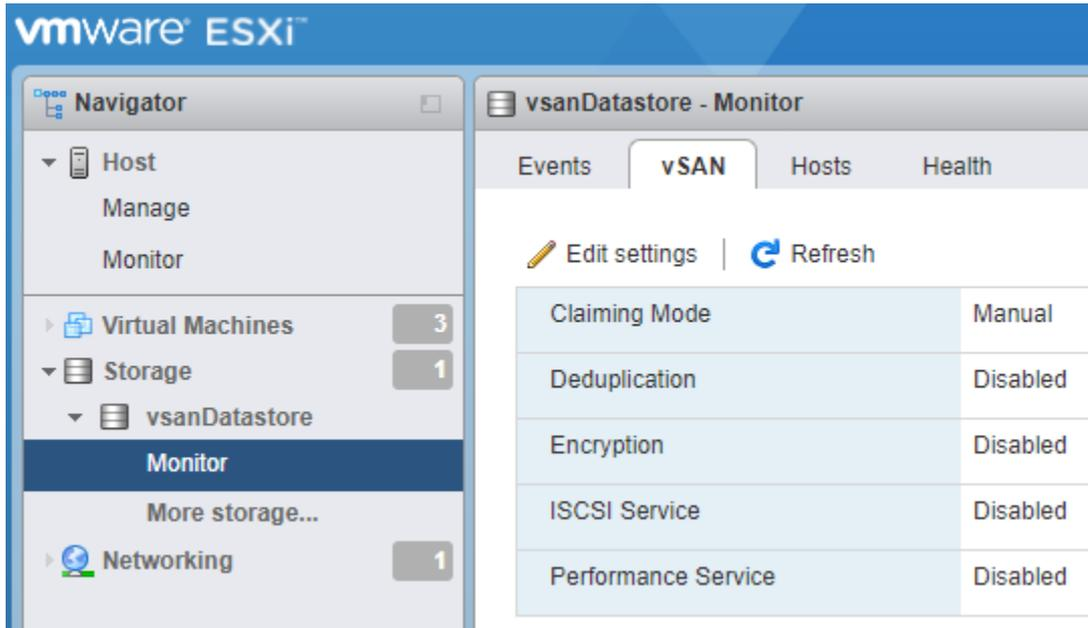 vmware® ESXi™
Navigator
Host
Manage
Monitor
Virtual Machines 3
Storage 1
vsanDatastore
Monitor
More storage...
Networking 1
vsanDatastore - Monitor
Events vSAN Hosts Health
Edit settings | Refresh
Claiming Mode Manual
Deduplication Disabled
Encryption Disabled
ISCSI Service Disabled
Performance Service Disabled